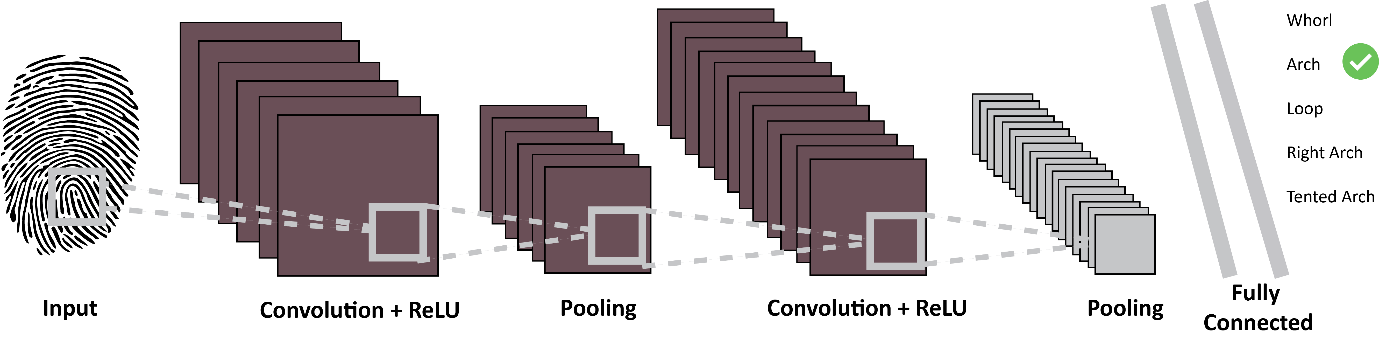 Whorl
Arch
Loop
Right Arch
Tented Arch
Input
Convolution + ReLU
Pooling
Convolution + ReLU
Pooling
Fully
Connected